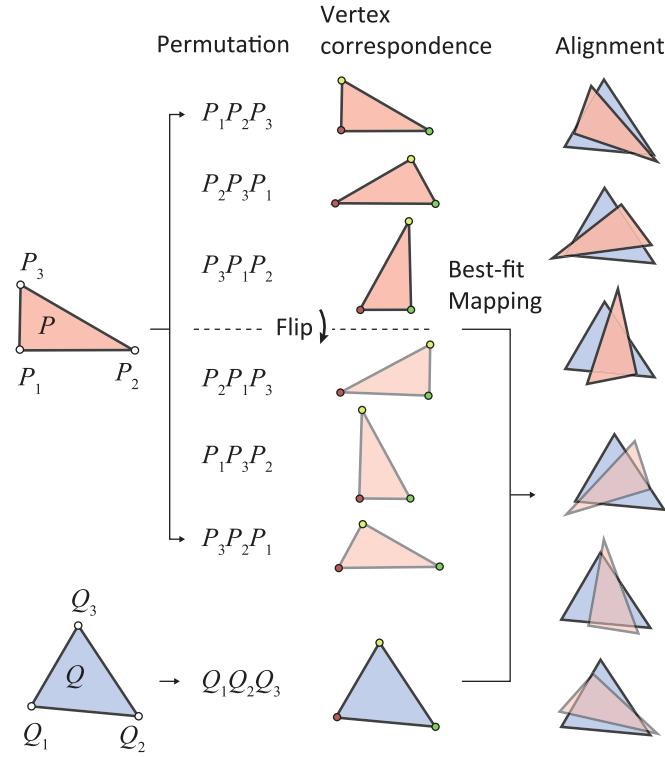 Permutation
Vertex
correspondence
Alignment
P₁P₂P₃
P₂P₃P₁
P₃P₁P₂
P₃
P
P₁
P₂
Best-fit
Mapping
Flip
P₂P₁P₃
P₁P₃P₂
P₃P₂P₁
Q₃
Q
Q₁
Q₂
Q₁Q₂Q₃